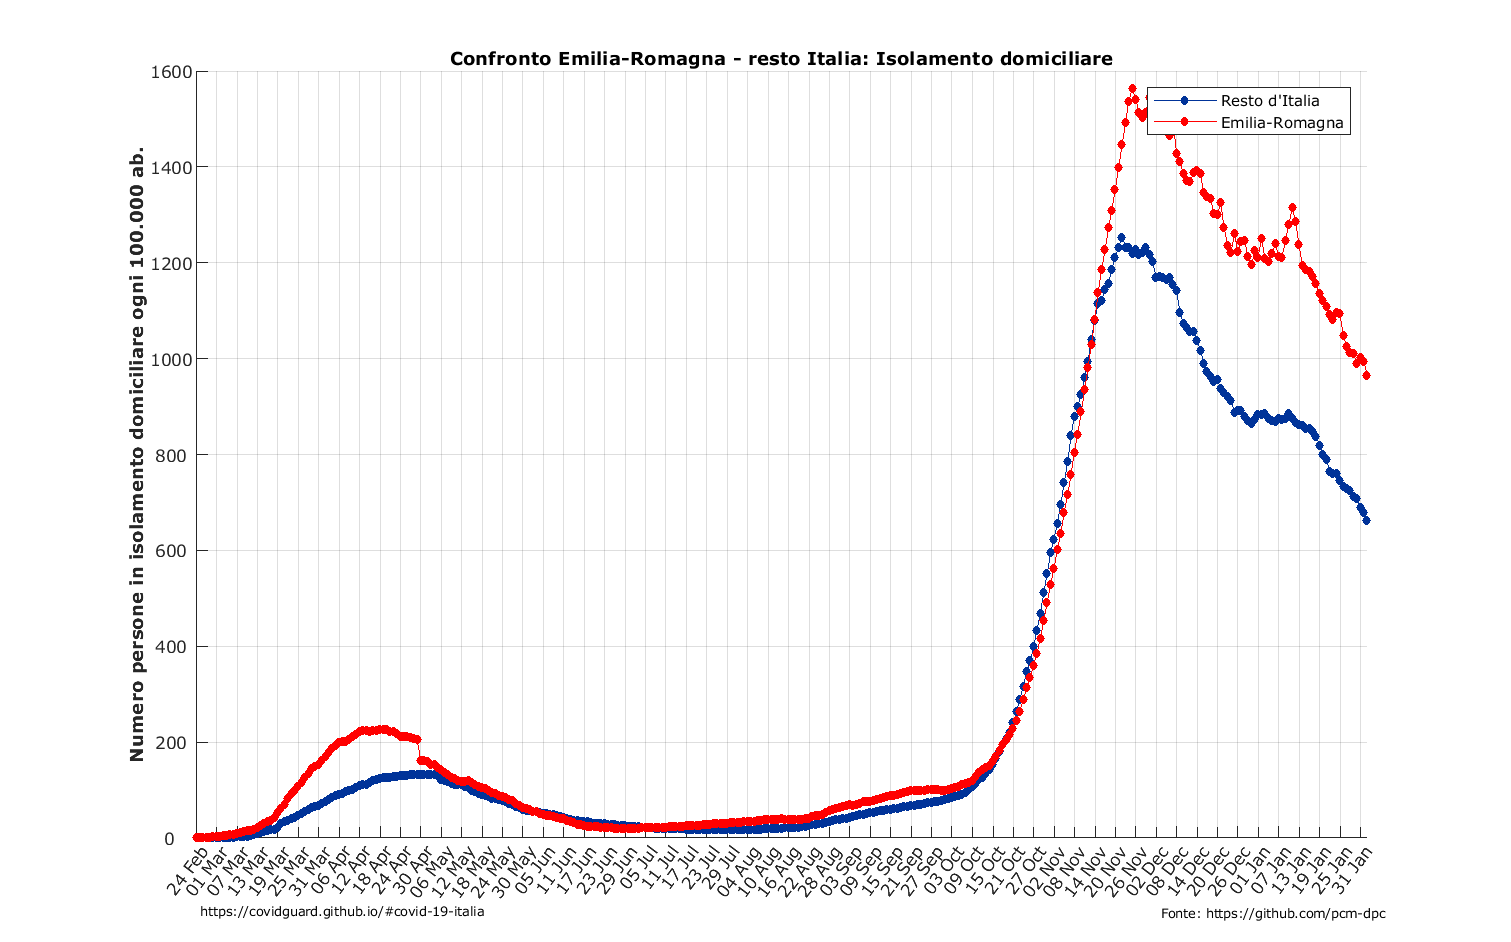 Confronto Emilia-Romagna - resto Italia: Isolamento domiciliare
Numero persone in isolamento domiciliare ogni 100.000 ab.
1600
1400
1200
1000
800
600
400
200
0
Resto d'Italia
Emilia-Romagna
24 Feb
01 Mar
07 Mar
13 Mar
19 Mar
25 Mar
31 Mar
06 Apr
12 Apr
18 Apr
24 Apr
30 Apr
06 May
12 May
18 May
24 May
30 May
05 Jun
11 Jun
17 Jun
23 Jun
29 Jun
05 Jul
11 Jul
17 Jul
23 Jul
29 Jul
04 Aug
10 Aug
16 Aug
22 Aug
28 Aug
03 Sep
09 Sep
15 Sep
21 Sep
27 Sep
03 Oct
09 Oct
15 Oct
21 Oct
27 Oct
02 Nov
08 Nov
14 Nov
20 Nov
26 Nov
02 Dec
08 Dec
14 Dec
20 Dec
26 Dec
01 Jan
07 Jan
13 Jan
19 Jan
25 Jan
31 Jan
https://covidguard.github.io/#covid-19-italia
Fonte: https://github.com/pcm-dpc